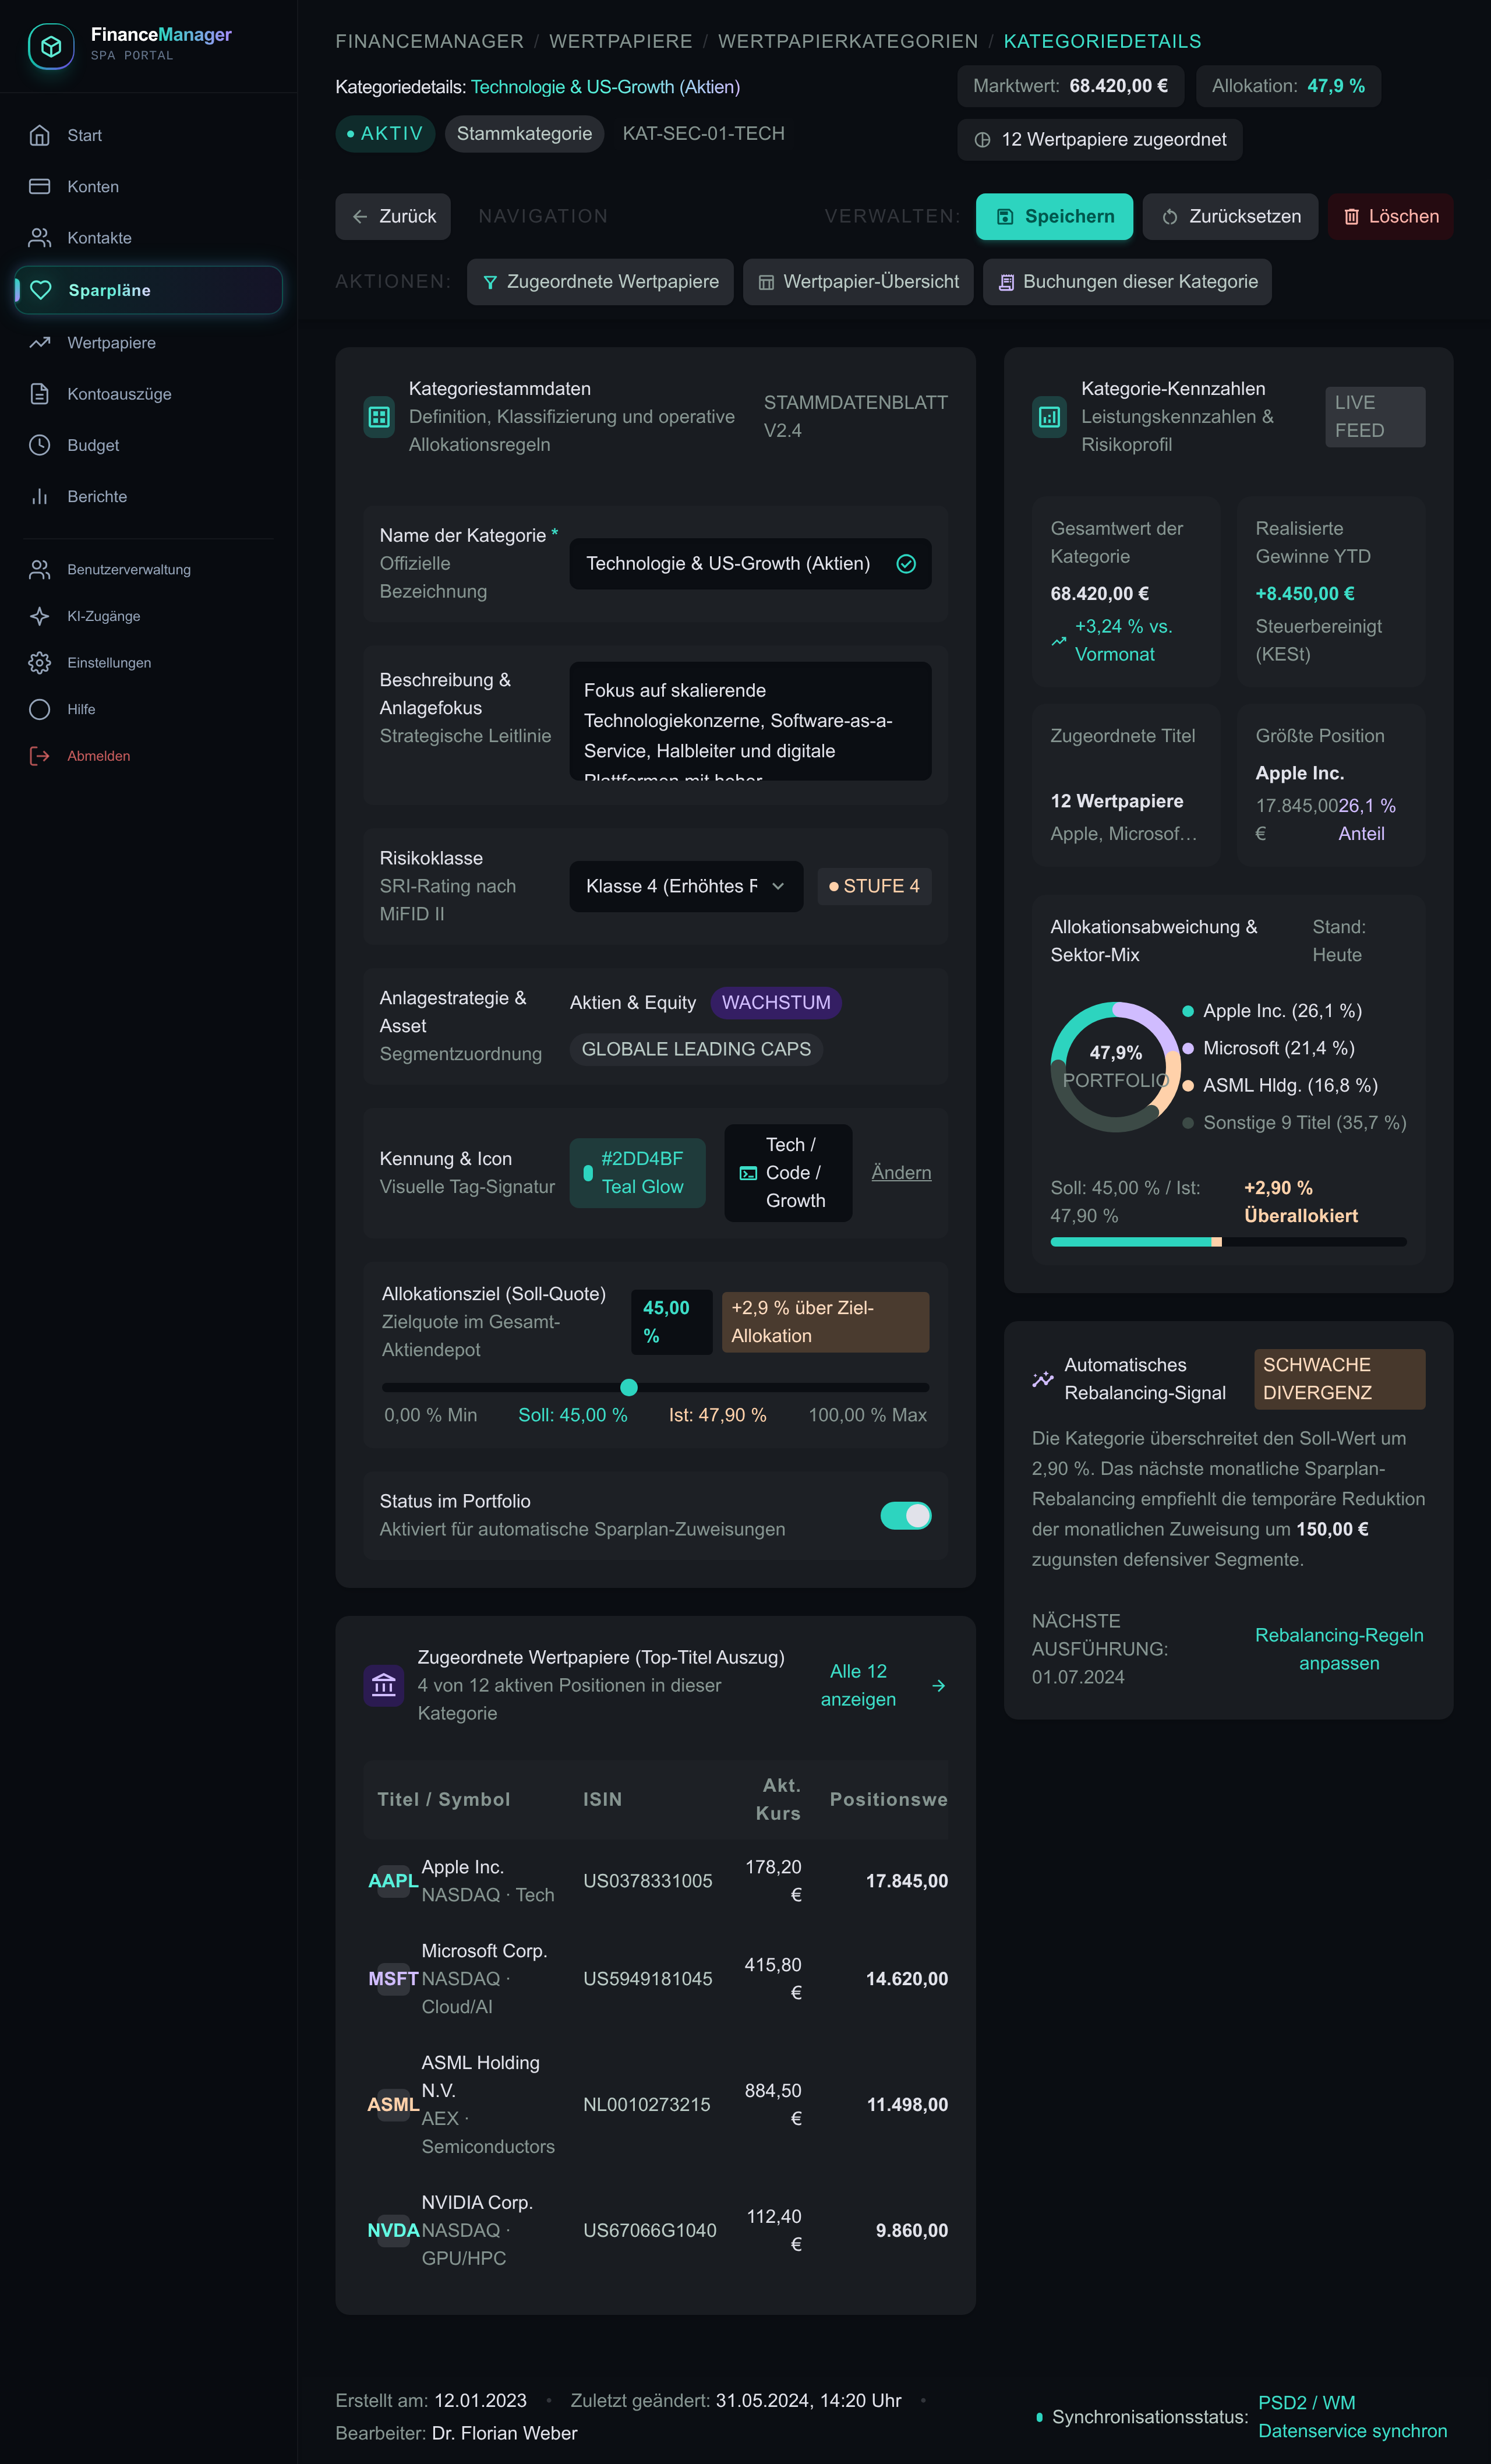 FinanceManager
SPA PORTAL
Start
Konten
Kontakte
Sparpläne
Wertpapiere
Kontoauszüge
Budget
Berichte
Benutzerverwaltung
KI-Zugänge
Einstellungen
Hilfe
Abmelden
FINANCEMANAGER / WERTPAPIERE / WERTPAPIERKATEGORIEN / KATEGORIEDETAILS
Kategoriedetails: Technologie & US-Growth (Aktien)
AKTIV Stammkategorie KAT-SEC-01-TECH
Marktwert: 68.420,00 € Allokation: 47,9 %
12 Wertpapiere zugeordnet
Zurück NAVIGATION VERWALTEN: Speichern Zurücksetzen Löschen
AKTIONEN: Zugeordnete Wertpapiere Wertpapier-Übersicht Buchungen dieser Kategorie
Kategoriestammdaten
Definition, Klassifizierung und operative
Allokationsregeln
STAMMDATENBLATT
V2.4
Name der Kategorie *
Offizielle
Bezeichnung
Technologie & US-Growth (Aktien)
Beschreibung &
Anlagefokus
Strategische Leitlinie
Fokus auf skalierende
Technologiekonzerne, Software-as-a-
Service, Halbleiter und digitale
Plattformen mit hoher
Risikoklasse
SRI-Rating nach
MiFID II
Klasse 4 (Erhöhtes
STUFE 4
Anlagestrategie &
Asset
Segmentzuordnung
Aktien & Equity WACHSTUM
GLOBALE LEADING CAPS
Kennung & Icon
Visuelle Tag-Signatur
#2DD4BF
Teal Glow
Tech /
Code /
Growth
Ändern
Allokationsziel (Soll-Quote)
Zielquote im Gesamt-
Aktiendepot
45,00
%
+2,9 % über Ziel-
Allokation
0,00 % Min Soll: 45,00 % Ist: 47,90 % 100,00 % Max
Status im Portfolio
Aktiviert für automatische Sparplan-Zuweisungen
Zugeordnete Wertpapiere (Top-Titel Auszug)
4 von 12 aktiven Positionen in dieser
Kategorie
Alle 12
anzeigen
Titel / Symbol ISIN Akt. Kurs Positionswe
AAPL Apple Inc. US0378331005 178,20 € 17.845,00
NASDAQ · Tech
MSFT Microsoft Corp. US5949181045 415,80 € 14.620,00
NASDAQ ·
Cloud/AI
ASML ASML Holding
N.V. NL0010273215 884,50 € 11.498,00
AEX ·
Semiconductors
NVDA NVIDIA Corp. US67066G1040 112,40 € 9.860,00
NASDAQ ·
GPU/HPC
Kategorie-Kennzahlen
Leistungskennzahlen &
Risikoprofil
LIVE
FEED
Gesamtwert der
Kategorie
68.420,00 €
+3,24 % vs.
Vormonat
Realisierte
Gewinne YTD
+8.450,00 €
Steuerbereinigt
(KESt)
Zugeordnete Titel
12 Wertpapiere
Apple, Microsof…
Größte Position
Apple Inc.
17.845,00 €
26,1 %
Anteil
Allokationsabweichung &
Sektor-Mix
Stand:
Heute
47,9%
PORTFOLIO
Apple Inc. (26,1 %)
Microsoft (21,4 %)
ASML Hldg. (16,8 %)
Sonstige 9 Titel (35,7 %)
Soll: 45,00 % / Ist:
47,90 %
+2,90 %
Überallokiert
Automatisches
Rebalancing-Signal
SCHWACHE
DIVERGENZ
Die Kategorie überschreitet den Soll-Wert um
2,90 %. Das nächste monatliche Sparplan-
Rebalancing empfiehlt die temporäre Reduktion
der monatlichen Zuweisung um 150,00 €
zugunsten defensiver Segmente.
NÄCHSTE
AUSFÜHRUNG:
01.07.2024
Rebalancing-Regeln
anpassen
Erstellt am: 12.01.2023 • Zuletzt geändert: 31.05.2024, 14:20 Uhr •
Bearbeiter: Dr. Florian Weber
Synchronisationsstatus: PSD2 / WM
Datenservice synchron